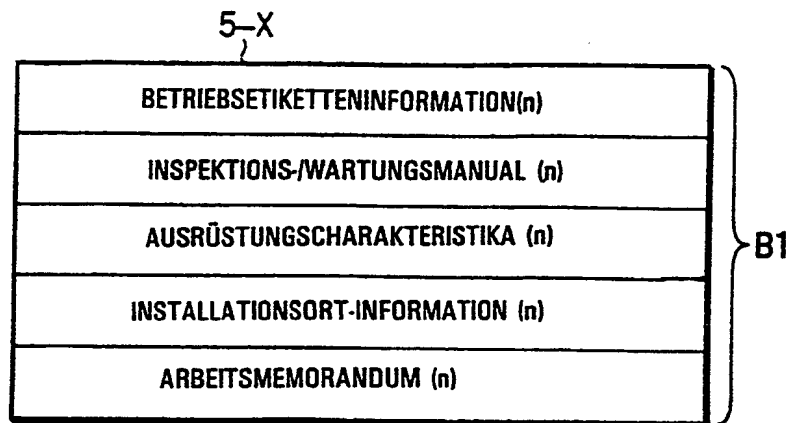 5-X
BETRIEBSETIKETTENINFORMATION(n)
INSPEKTIONS-/WARTUNGSMANUAL (n)
AUSRÜSTUNGSCHARAKTERISTIKA (n)
B1
INSTALLATIONSORT-INFORMATION (n)
ARBEITSMEMORANDUM (n)